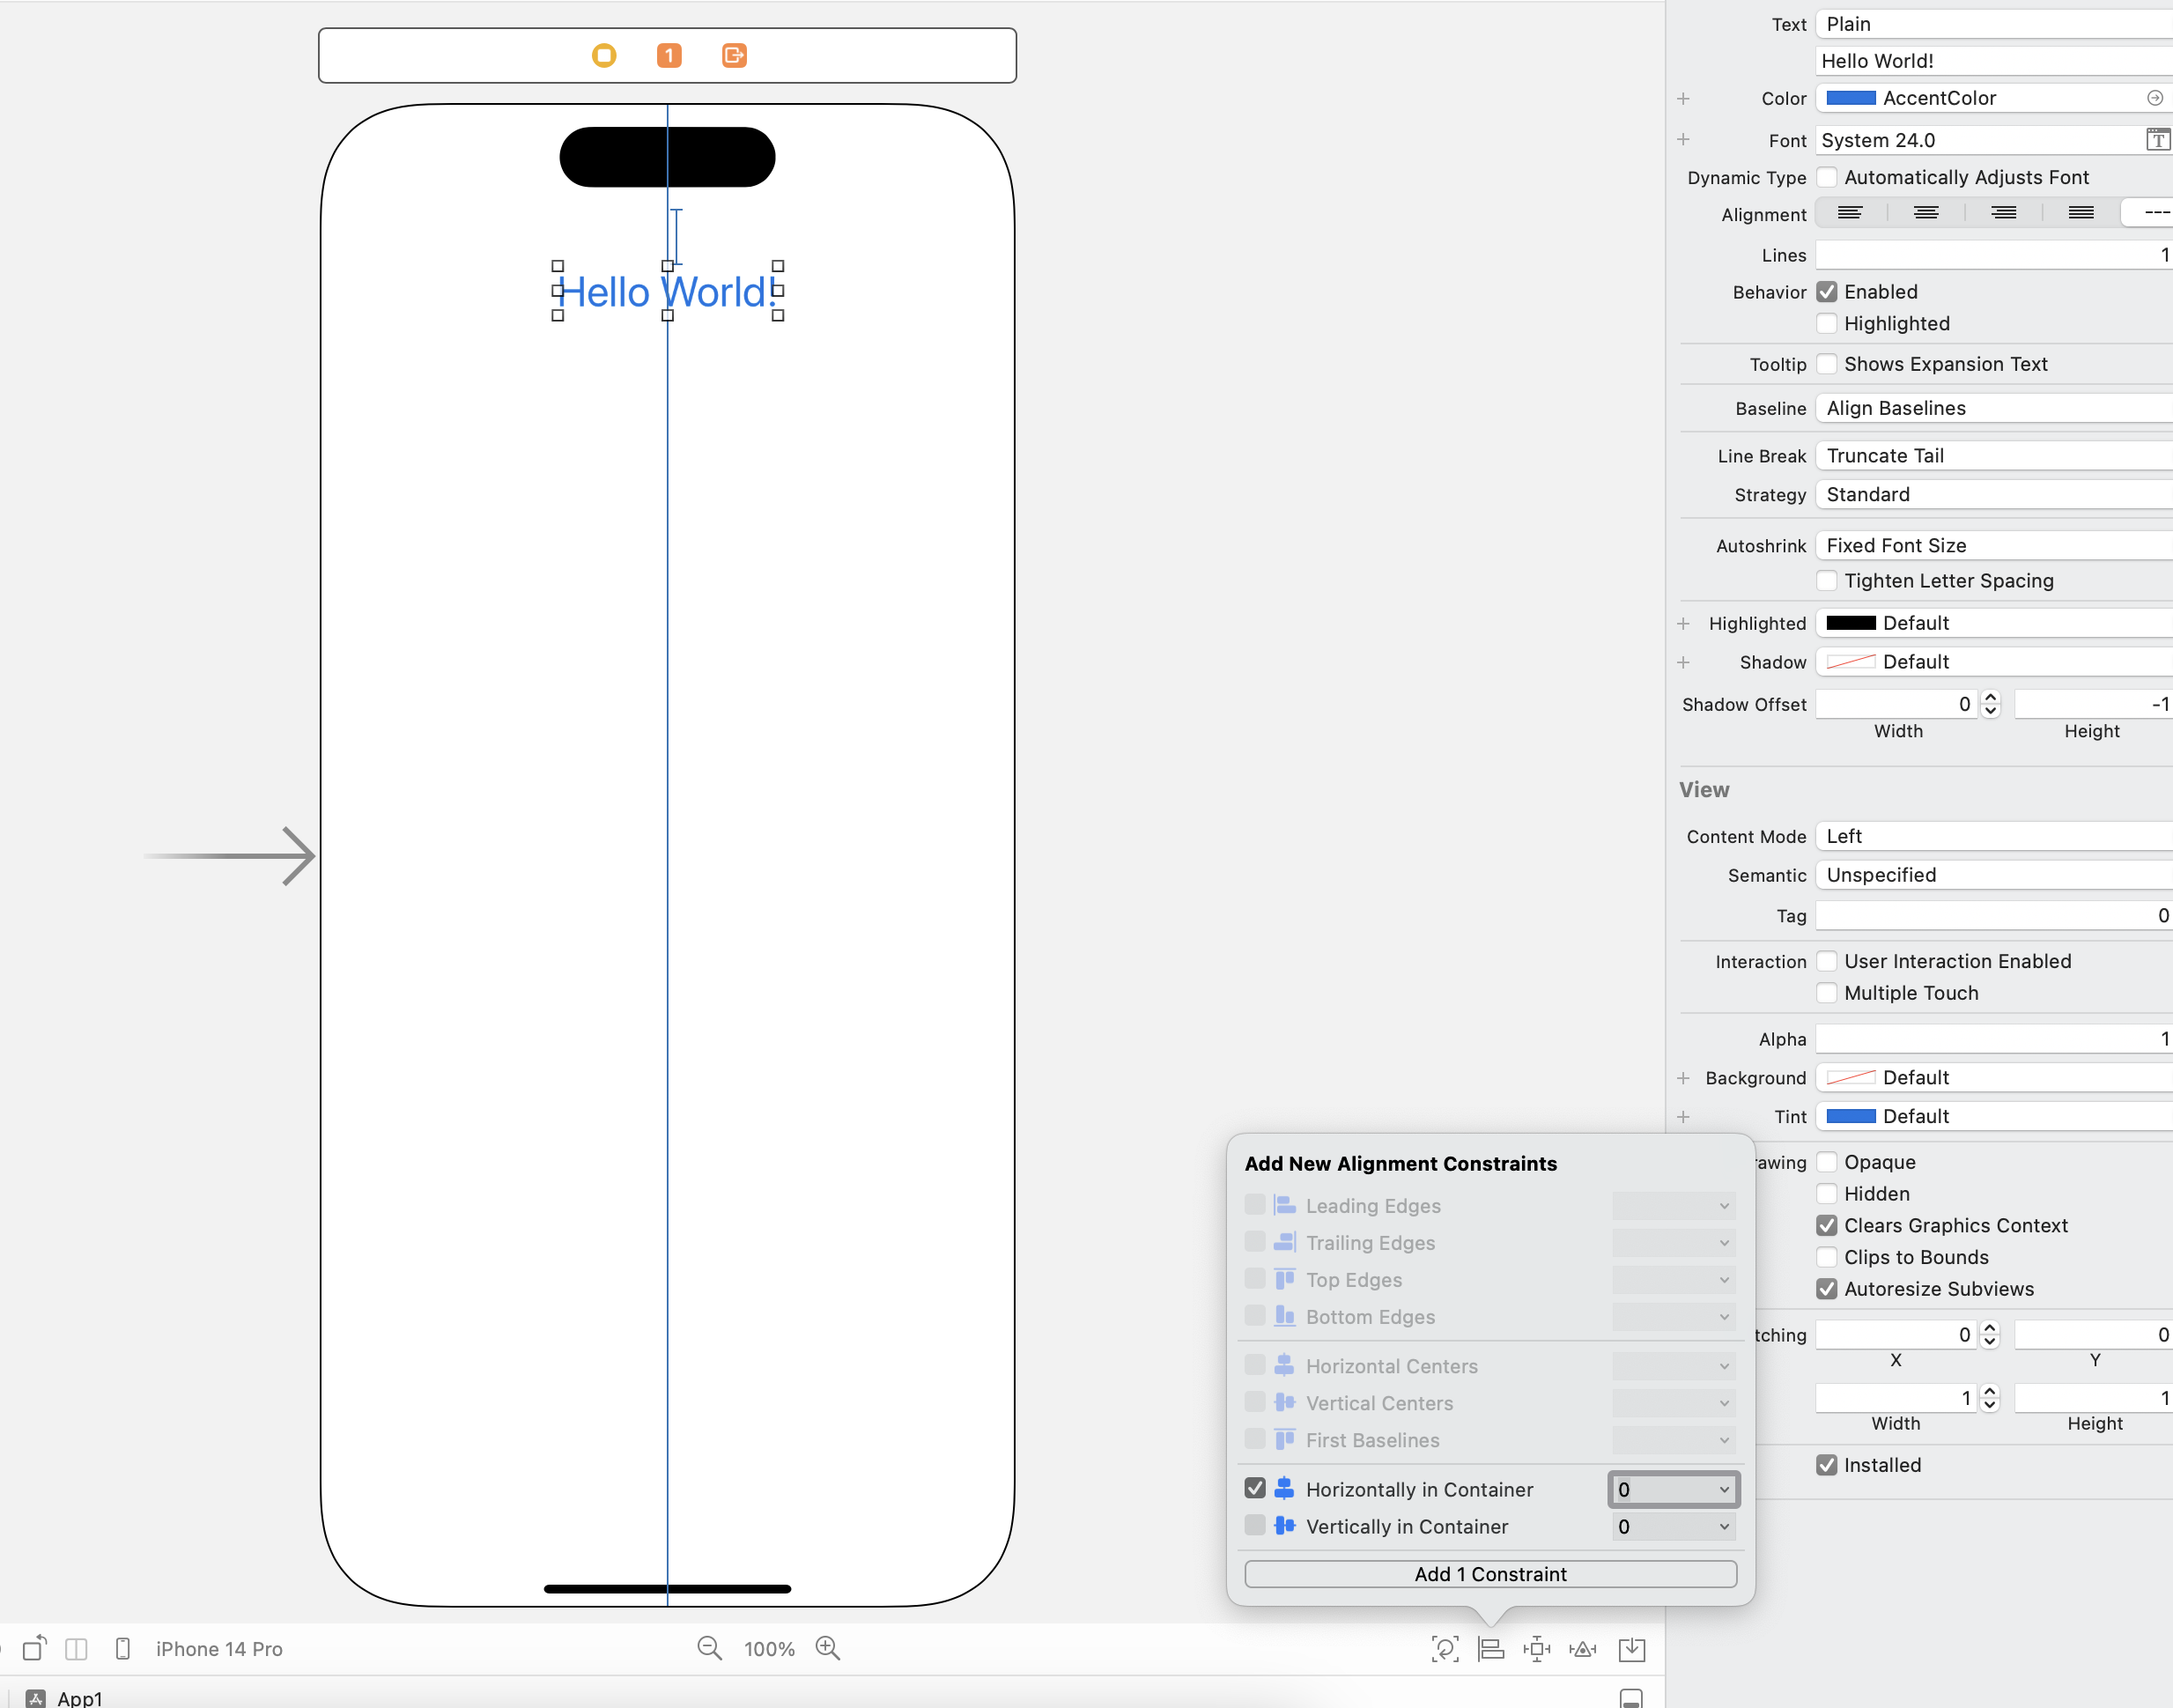 1
Hello World!
iPhone 14 Pro
100%
App1
Text Plain
Hello World!
Color AccentColor
Font System 24.0 T
Dynamic Type Automatically Adjusts Font
Alignment ---
Lines 1
Behavior Enabled
Highlighted
Tooltip Shows Expansion Text
Baseline Align Baselines
Line Break Truncate Tail
Strategy Standard
Autoshrink Fixed Font Size
Tighten Letter Spacing
Highlighted Default
Shadow Default
Shadow Offset 0 -1
Width Height
View
Content Mode Left
Semantic Unspecified
Tag 0
Interaction User Interaction Enabled
Multiple Touch
Alpha 1
Background Default
Tint Default
awing Opaque
Hidden
Clears Graphics Context
Clips to Bounds
Autoresize Subviews
tching 0 0
X Y
1 1
Width Height
Installed
Add New Alignment Constraints
Leading Edges
Trailing Edges
Top Edges
Bottom Edges
Horizontal Centers
Vertical Centers
First Baselines
Horizontally in Container 0
Vertically in Container 0
Add 1 Constraint